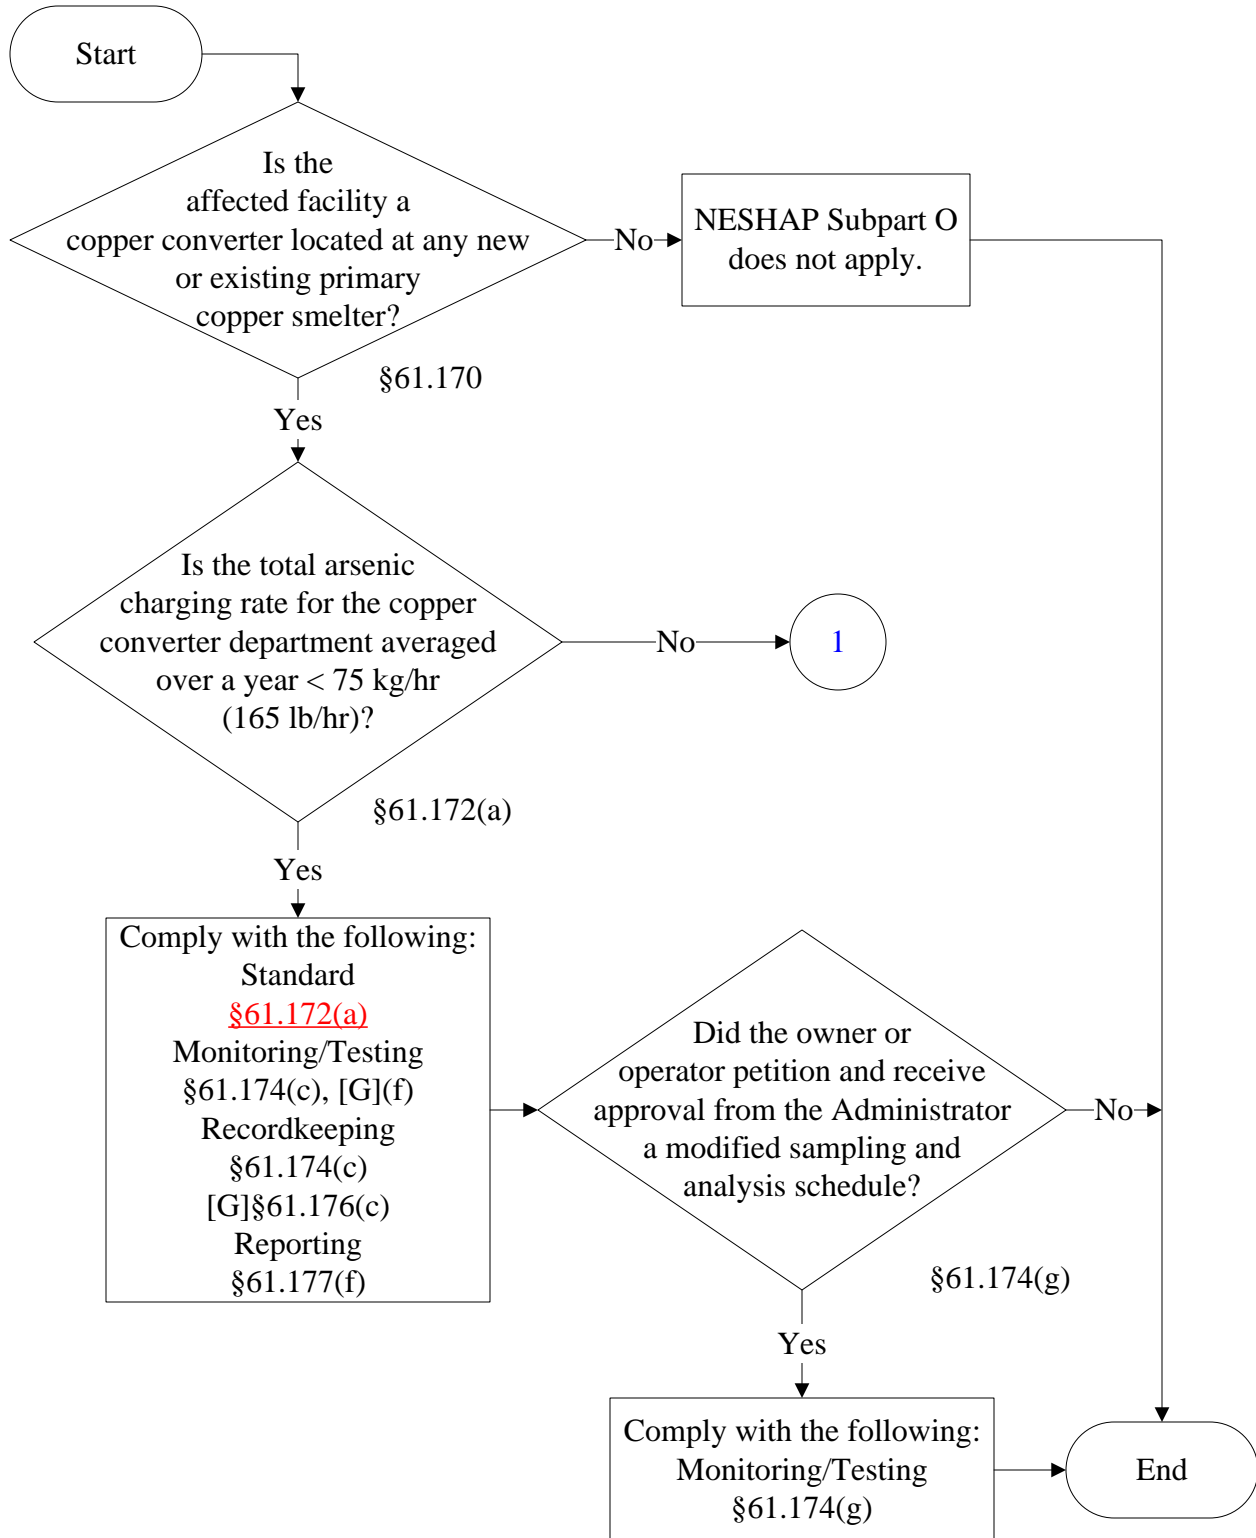 Start
Is the
affected facility a
copper converter located at any new
or existing primary
copper smelter?
No
NESHAP Subpart O
does not apply.
§61.170
Yes
Is the total arsenic
charging rate for the copper
converter department averaged
over a year < 75 kg/hr
(165 lb/hr)?
No
1
§61.172(a)
Yes
Comply with the following:
Standard
§61.172(a)
Monitoring/Testing
§61.174(c), [G](f)
Recordkeeping
§61.174(c)
[G]§61.176(c)
Reporting
§61.177(f)
Did the owner or
operator petition and receive
approval from the Administrator
a modified sampling and
analysis schedule?
No
§61.174(g)
Yes
Comply with the following:
Monitoring/Testing
§61.174(g)
End